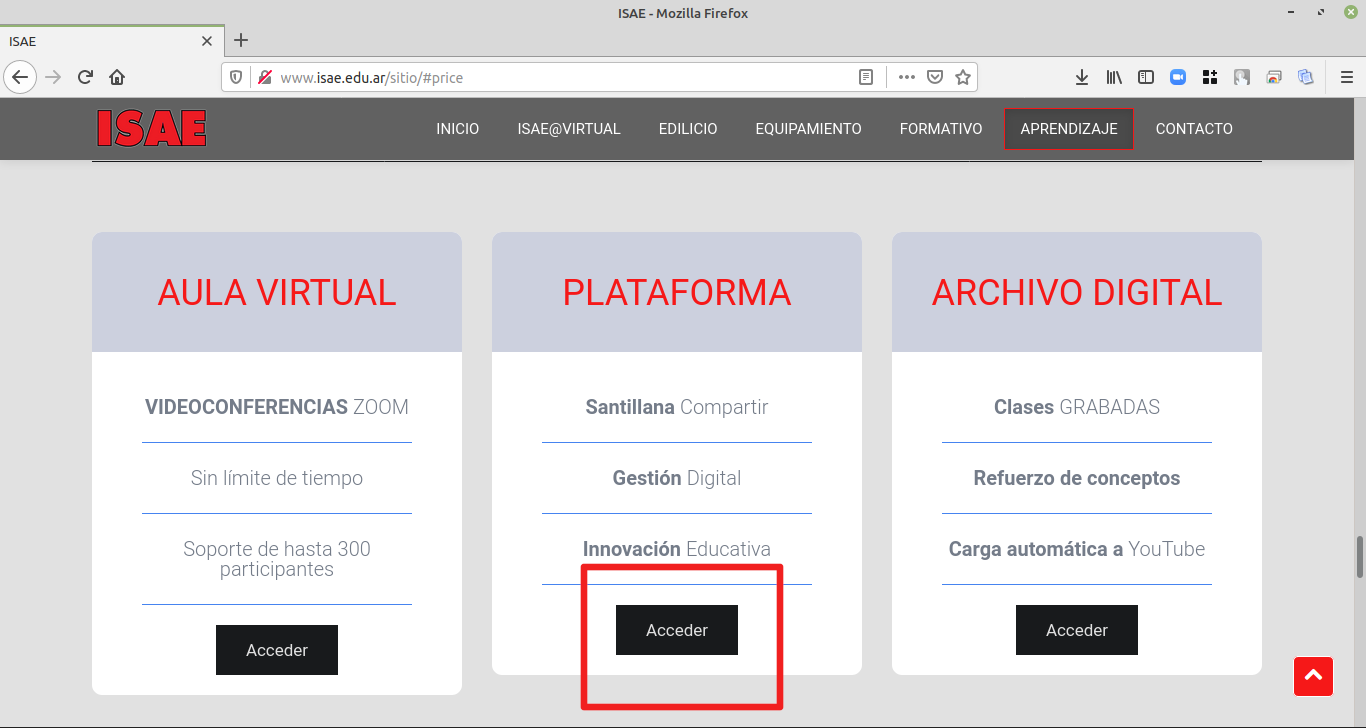 ISAE - Mozilla Firefox
ISAE
www.isae.edu.ar/sitio/#price
ISAE
INICIO
ISAE@VIRTUAL
EDILICIO
EQUIPAMIENTO
FORMATIVO
APRENDIZAJE
CONTACTO
AULA VIRTUAL
VIDEOCONFERENCIAS ZOOM
Sin límite de tiempo
Soporte de hasta 300
participantes
Acceder
PLATAFORMA
Santillana Compartir
Gestión Digital
Innovación Educativa
Acceder
ARCHIVO DIGITAL
Clases GRABADAS
Refuerzo de conceptos
Carga automática a YouTube
Acceder